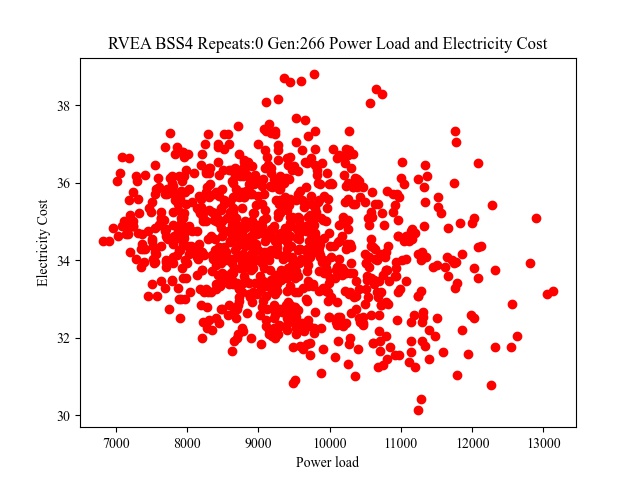 RVEA BSS4 Repeats:0 Gen:266 Power Load and Electricity Cost
Electricity Cost
38
36
34
32
30
7000 8000 9000 10000 11000 12000 13000
Power load